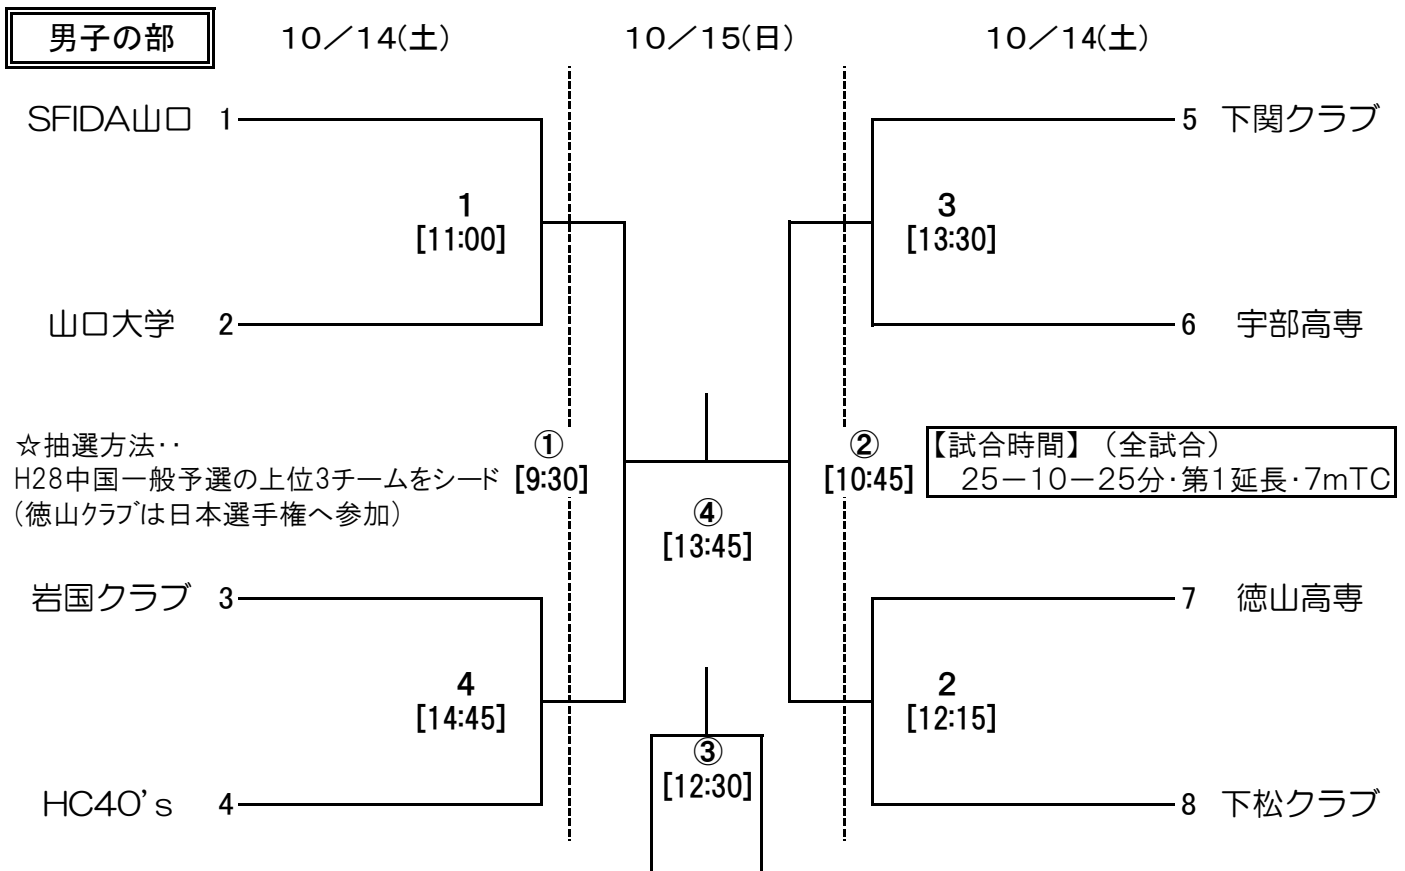 男子の部 10／14(土) 10／15(日) 10／14(土)
SFIDA山口 1 5 下関クラブ
1 3
[11:00] [13:30]
山口大学 2 6 宇部高専
☆抽選方法‥ ① ② 【試合時間】（全試合）
H28中国一般予選の上位3チームをシード [9:30] [10:45] 25－10－25分・第1延長・7mTC
(徳山ｸﾗﾌﾞは日本選手権へ参加) ④
[13:45]
岩国クラブ 3 7 徳山高専
4 2
[14:45] [12:15]
③
[12:30]
HC40's 4 8 下松クラブ